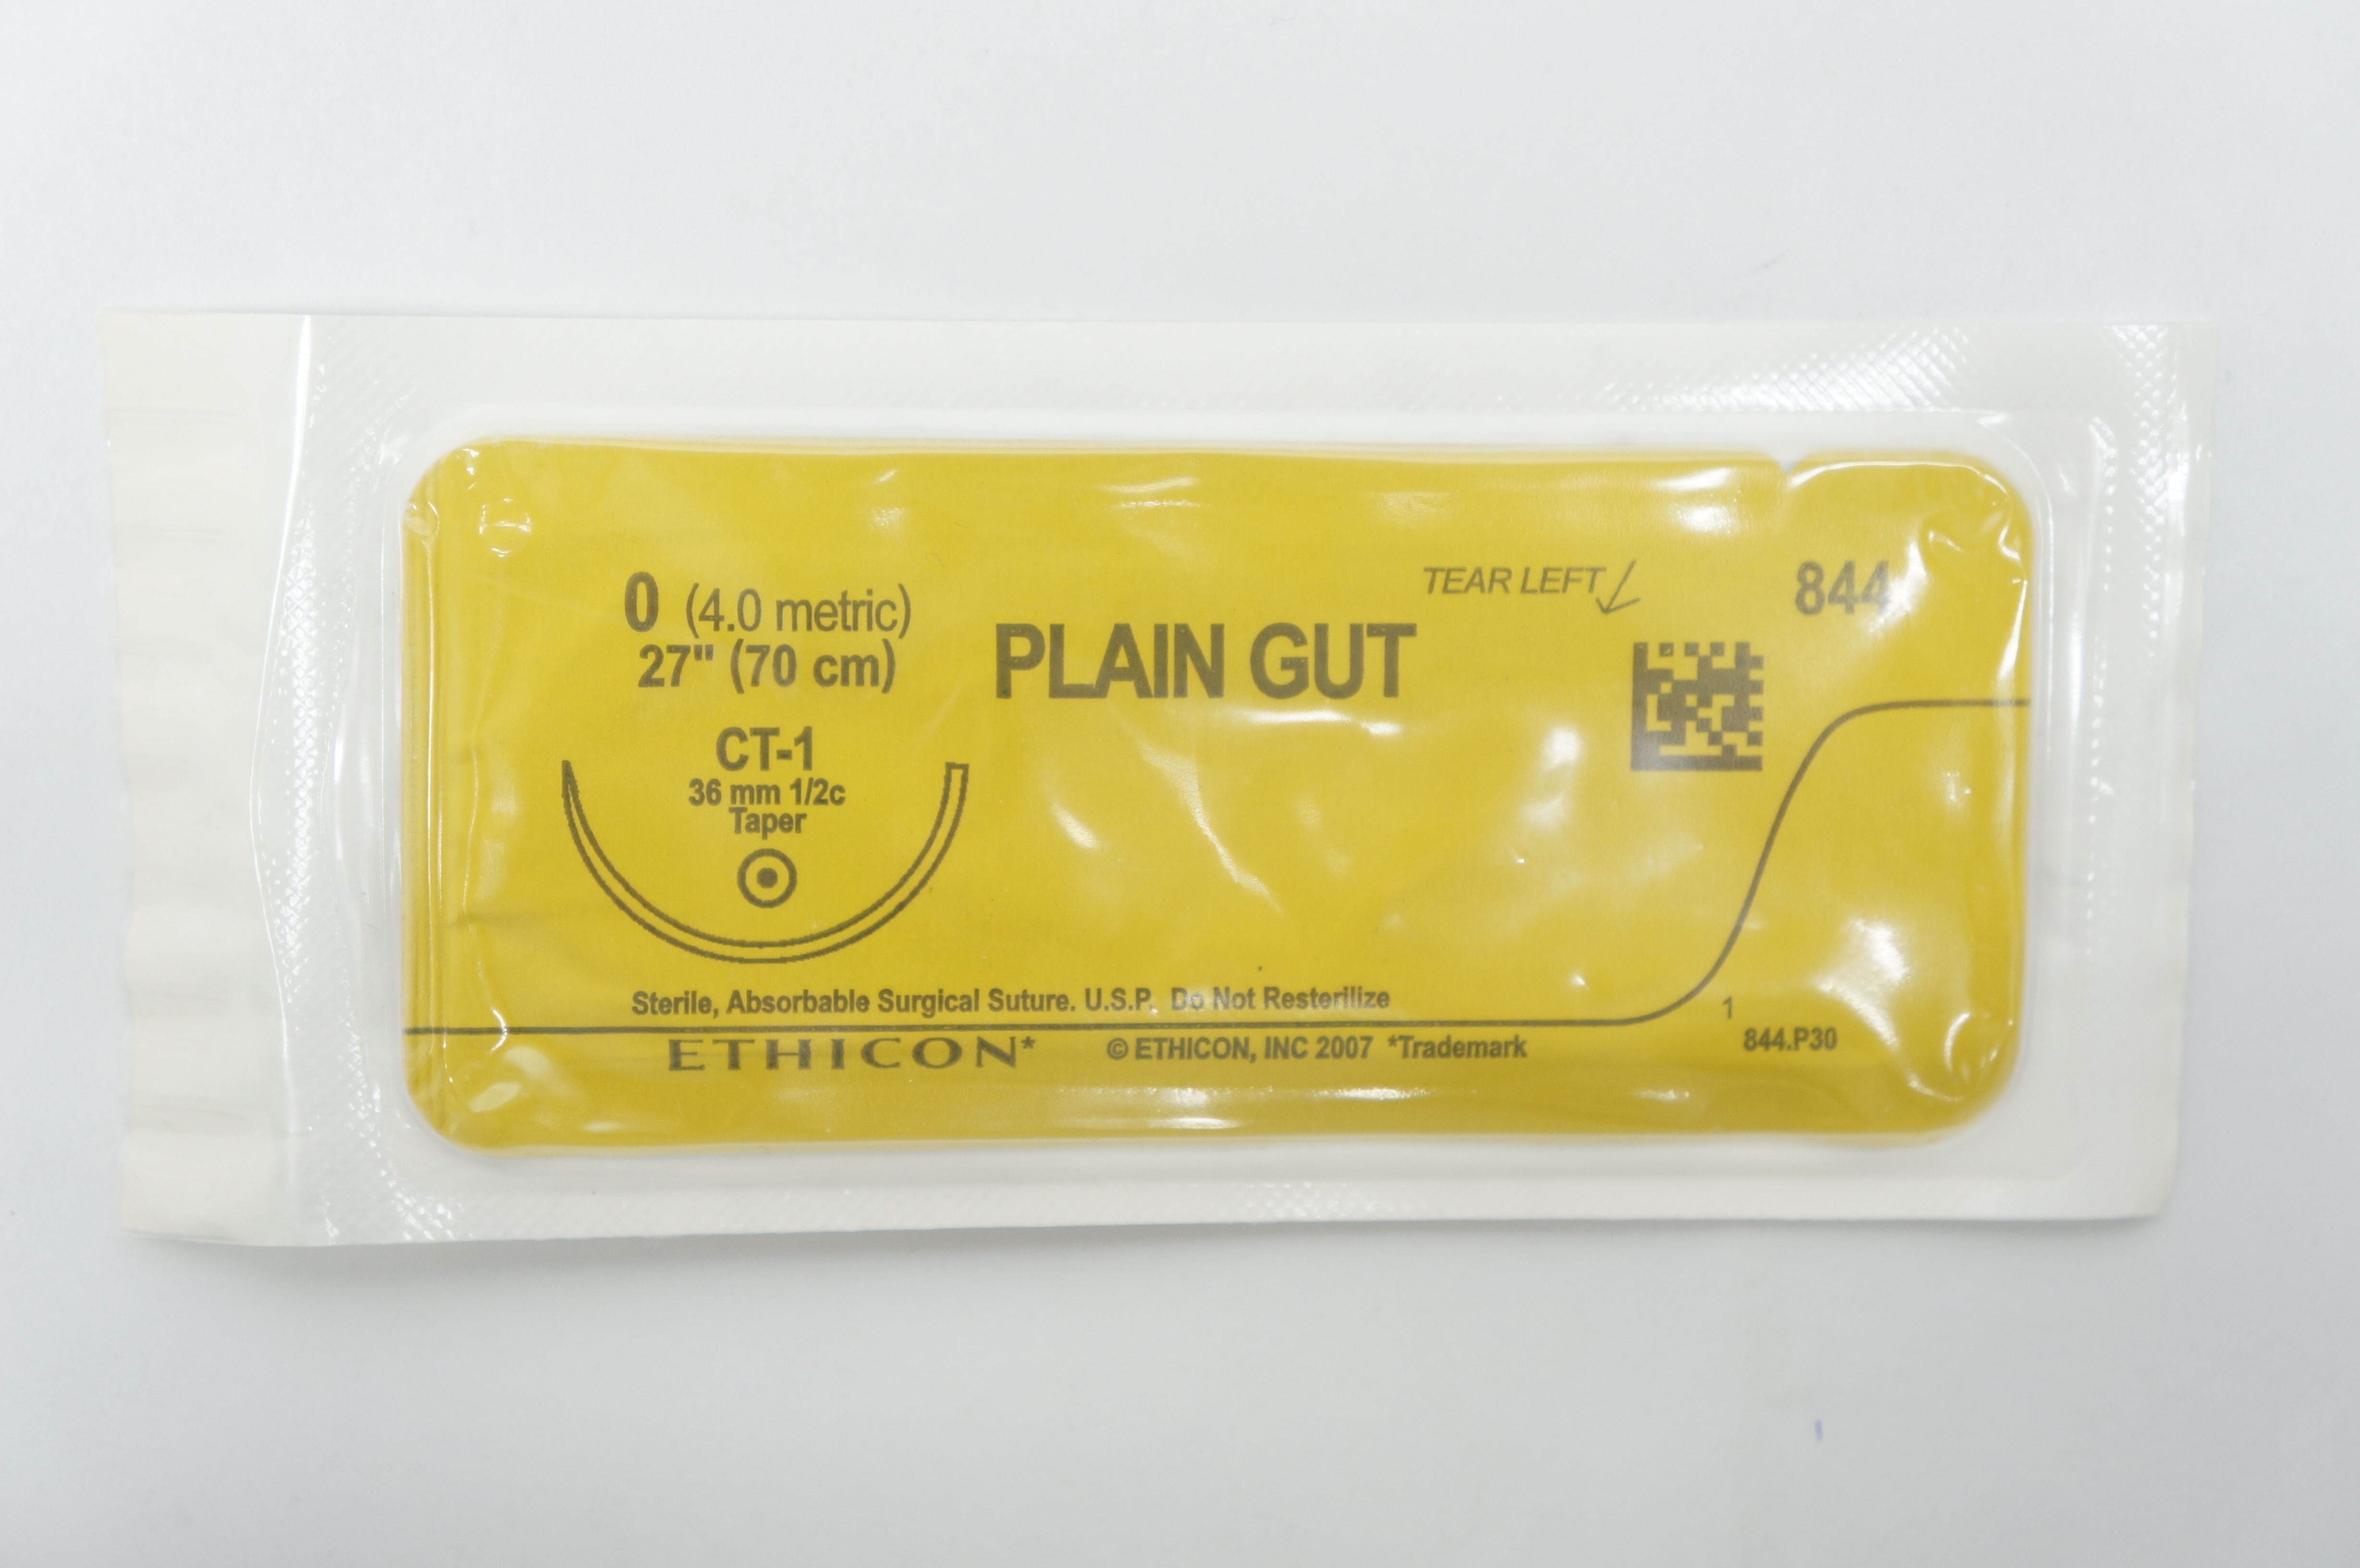 0 (4.0 metric)
27" (70 cm)
CT-1
36 mm 1/2c
Taper
PLAIN GUT
TEAR LEFT
844
Sterile, Absorbable Surgical Suture. U.S.P. Do Not Resterilize
ETHICON* © ETHICON, INC 2007 *Trademark
1
844.P30